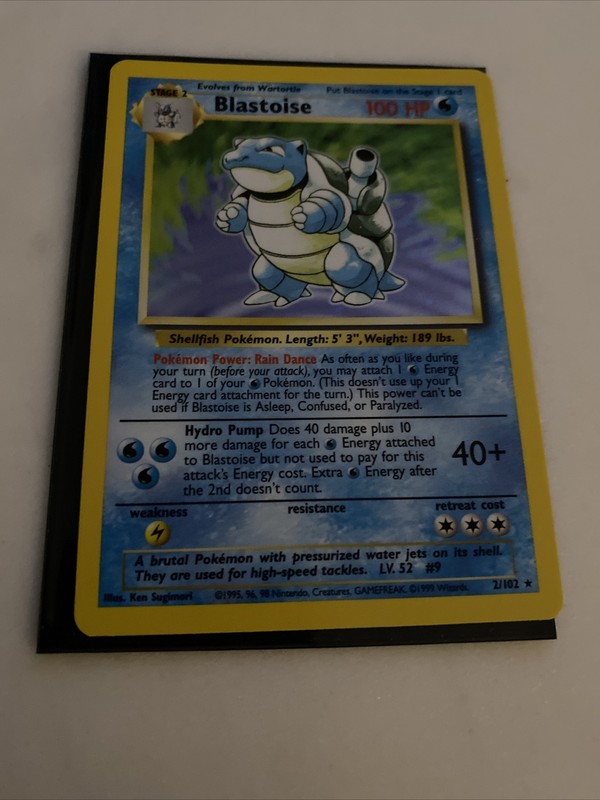 STAGE 2 Evolves from Wartortle Put Blastoise on the Stage 1 card
Blastoise 100 HP
Shellfish Pokémon. Length: 5' 3", Weight: 189 lbs.
Pokémon Power: Rain Dance As often as you like during
your turn (before your attack), you may attach 1 Energy
card to 1 of your Pokémon. (This doesn't use up your 1
Energy card attachment for the turn.) This power can't be
used if Blastoise is Asleep, Confused, or Paralyzed.
Hydro Pump Does 40 damage plus 10
more damage for each Energy attached
to Blastoise but not used to pay for this
attack's Energy cost. Extra Energy after
the 2nd doesn't count.
40+
weakness resistance retreat cost
A brutal Pokémon with pressurized water jets on its shell.
They are used for high-speed tackles. LV. 52 #9
Illus. Ken Sugimori ©1995, 96, 98 Nintendo, Creatures, GAMEFREAK. ©1999 Wizards. 2/102 ★